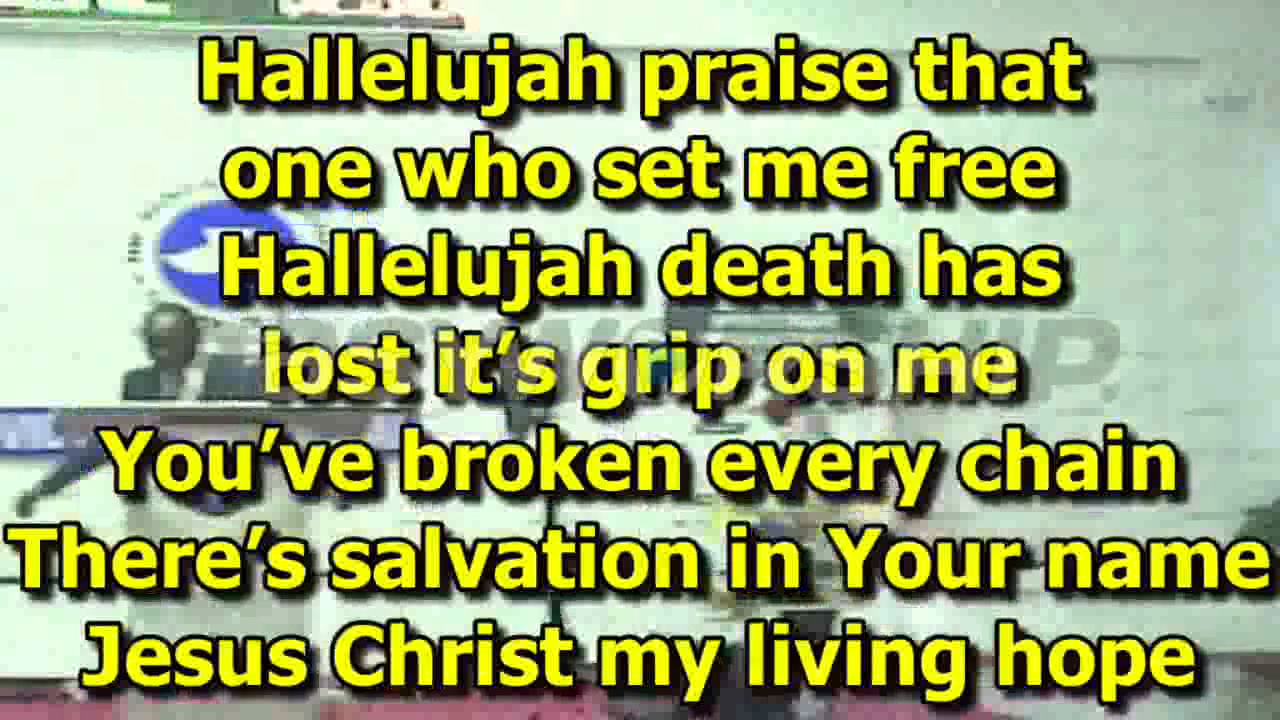 Hallelujah praise that
one who set me free
Hallelujah death has
lost it’s grip on me
You’ve broken every chain
There’s salvation in Your name
Jesus Christ my living hope